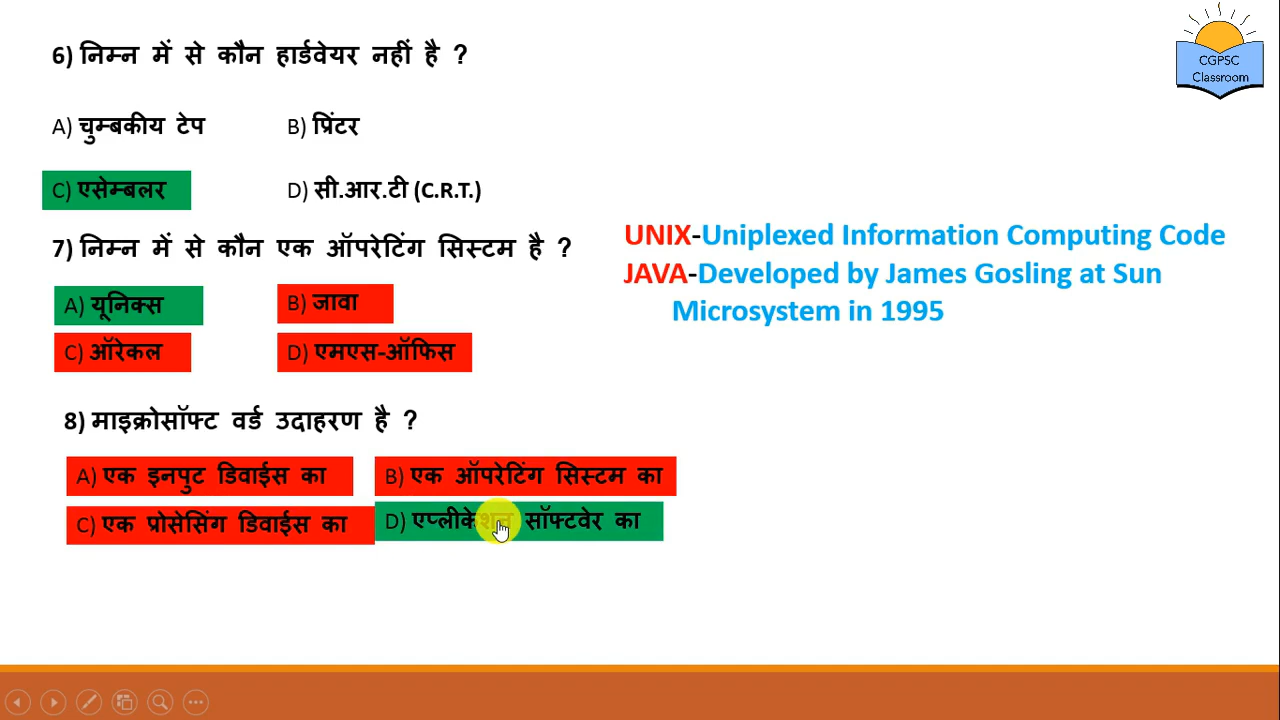 CGPSC
Classroom
6) निम्न में से कौन हार्डवेयर नहीं है ?
A) चुम्बकीय टेप B) प्रिंटर
C) एसेम्बलर D) सी.आर.टी (C.R.T.)
7) निम्न में से कौन एक ऑपरेटिंग सिस्टम है ?
A) यूनिक्स B) जावा
C) ऑरेकल D) एमएस-ऑफिस
UNIX-Uniplexed Information Computing Code
JAVA-Developed by James Gosling at Sun
Microsystem in 1995
8) माइक्रोसॉफ्ट वर्ड उदाहरण है ?
A) एक इनपुट डिवाईस का B) एक ऑपरेटिंग सिस्टम का
C) एक प्रोसेसिंग डिवाईस का D) एप्लीकेशन सॉफ्टवेर का